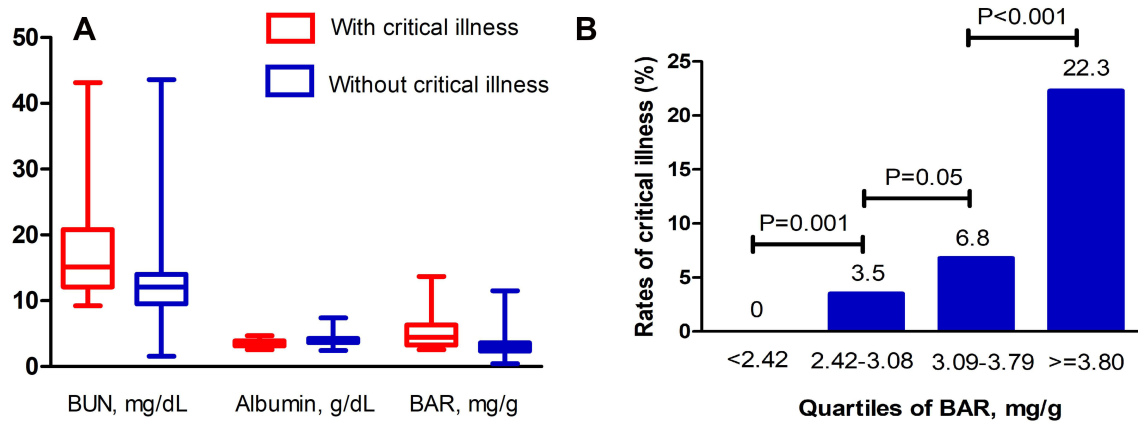 A
With critical illness
Without critical illness
50
40
30
20
10
0
BUN, mg/dL Albumin, g/dL BAR, mg/g
B
P<0.001
P=0.05
P=0.001
Rates of critical illness (%)
25
20
15
10
5
0
0 3.5 6.8 22.3
<2.42 2.42-3.08 3.09-3.79 >=3.80
Quartiles of BAR, mg/g